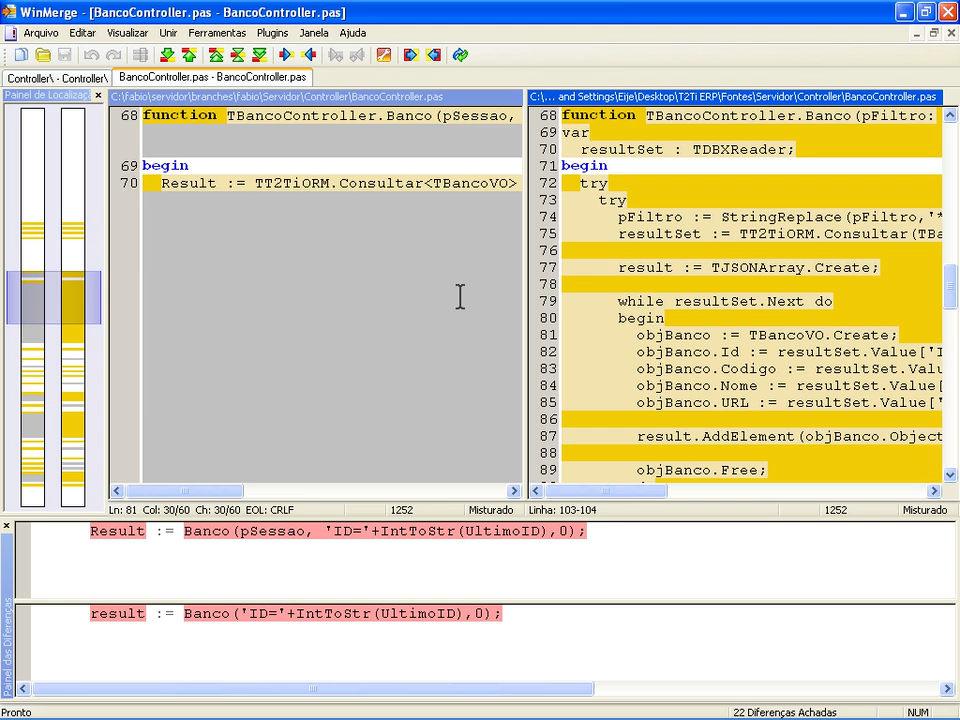 WinMerge - [BancoController.pas - BancoController.pas]
Arquivo Editar Visualizar Unir Ferramentas Plugins Janela Ajuda
Controller\ - Controller\ BancoController.pas - BancoController.pas
Painel de Localizaç
C:\fabio\servidor\branches\fabio\Servidor\Controller\BancoController.pas
68 function TBancoController.Banco(pSessao,
69 begin
70 Result := TT2TiORM.Consultar<TBancoVO>
Ln: 81 Col: 30/60 Ch: 30/60 EOL: CRLF 1252 Misturado
C:\... and Settings\Eije\Desktop\T2Ti ERP\Fontes\Servidor\Controller\BancoController.pas
68 function TBancoController.Banco(pFiltro:
69 var
70 resultSet : TDBXReader;
71 begin
72 try
73 try
74 pFiltro := StringReplace(pFiltro,'*
75 resultSet := TT2TiORM.Consultar(TBa
76
77 result := TJSONArray.Create;
78
79 while resultSet.Next do
80 begin
81 objBanco := TBancoVO.Create;
82 objBanco.Id := resultSet.Value['I
83 objBanco.Codigo := resultSet.Valu
84 objBanco.Nome := resultSet.Value[
85 objBanco.URL := resultSet.Value['
86
87 result.AddElement(objBanco.Object
88
89 objBanco.Free;
Linha: 103-104 1252 Misturado
Painel das Diferenças
Result := Banco(pSessao, 'ID='+IntToStr(UltimoID),0);
result := Banco('ID='+IntToStr(UltimoID),0);
Pronto 22 Diferenças Achadas NUM